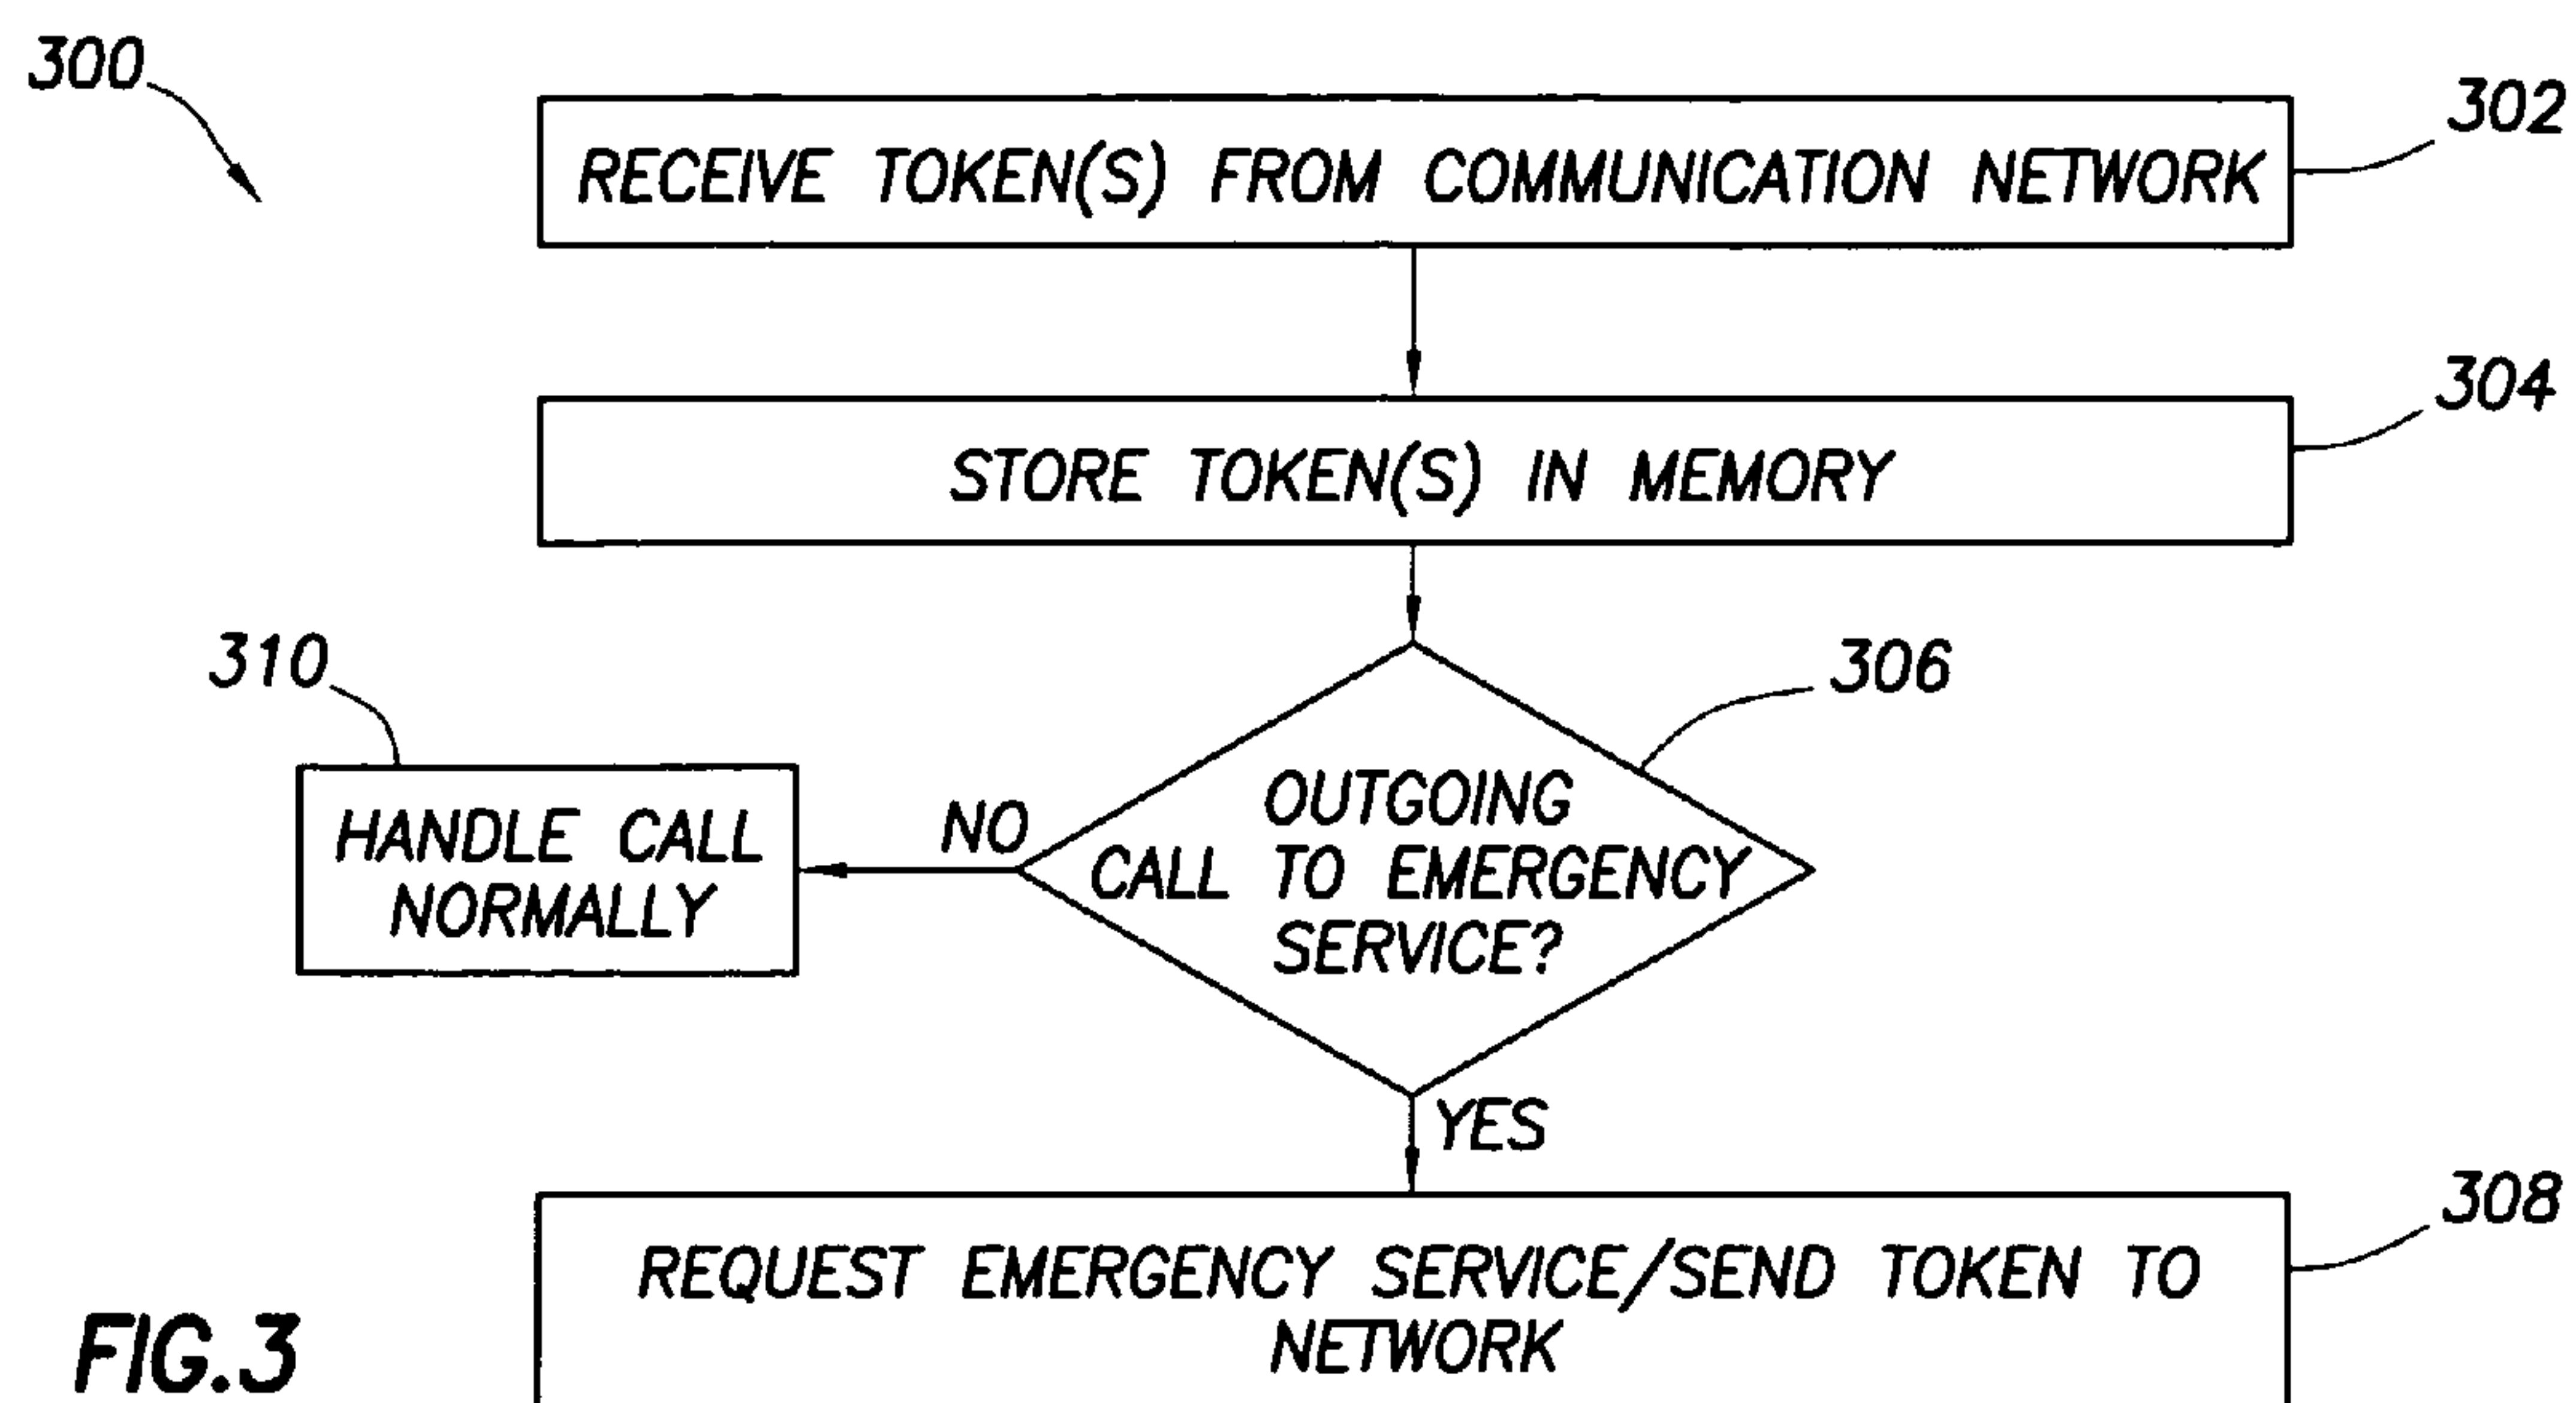 300
302
RECEIVE TOKEN(S) FROM COMMUNICATION NETWORK
304
STORE TOKEN(S) IN MEMORY
310
306
HANDLE CALL
NORMALLY
NO
OUTGOING
CALL TO EMERGENCY
SERVICE?
YES
308
REQUEST EMERGENCY SERVICE/SEND TOKEN TO
NETWORK
FIG.3